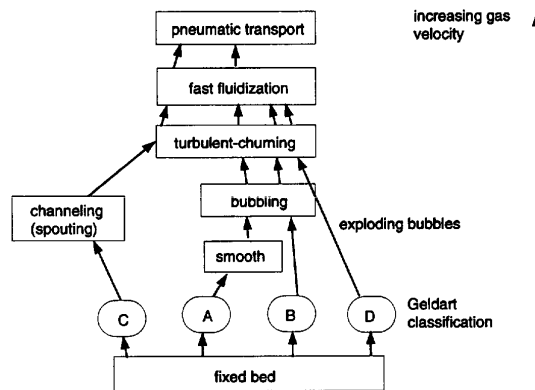 increasing gas
velocity
pneumatic transport
fast fluidization
turbulent-churning
bubbling
channeling
(spouting)
exploding bubbles
smooth
C
A
B
D
Geldart
classification
fixed bed